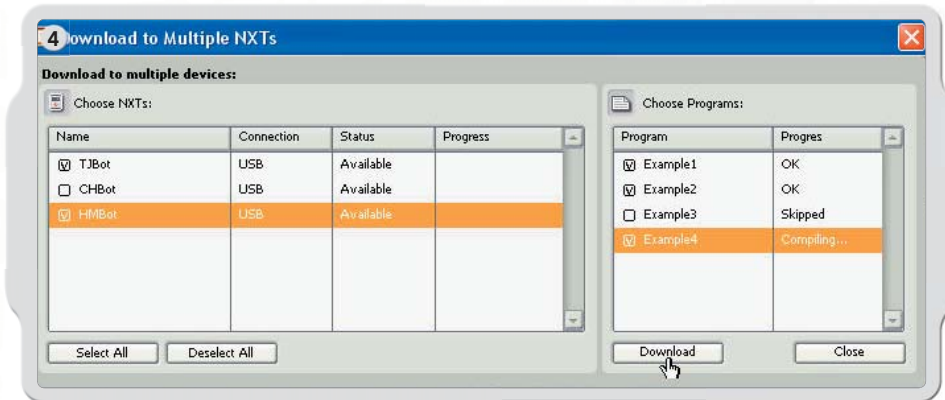 4 ownload to Multiple NXTs
Download to multiple devices:
Choose NXTs:
Name Connection Status Progress
TJBot USB Available
CHBot USB Available
HMBot USB Available
Select All Deselect All
Choose Programs:
Program Progres
Example1 OK
Example2 OK
Example3 Skipped
Example4 Compiling...
Download Close